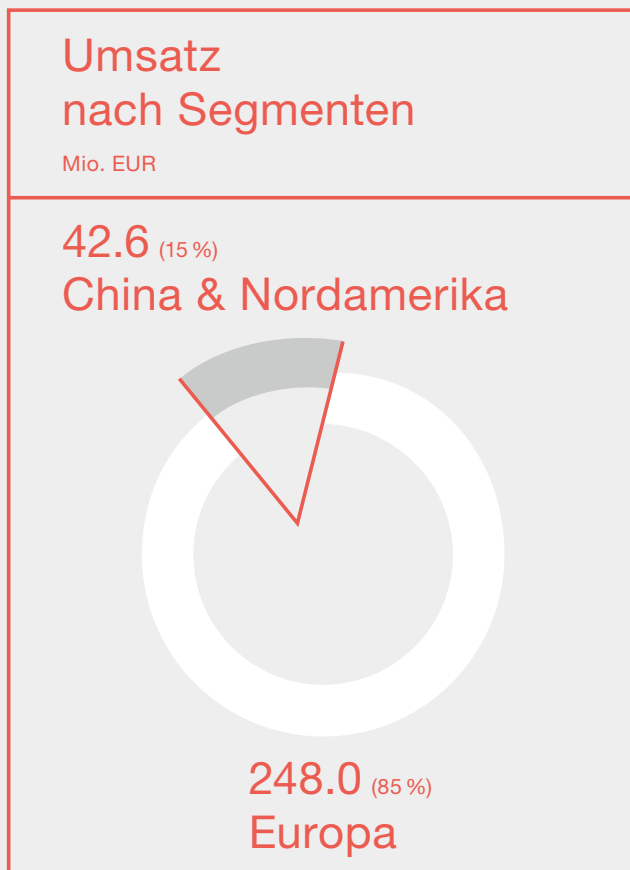 Umsatz
nach Segmenten
Mio. EUR
42.6 (15 %)
China & Nordamerika
248.0 (85 %)
Europa